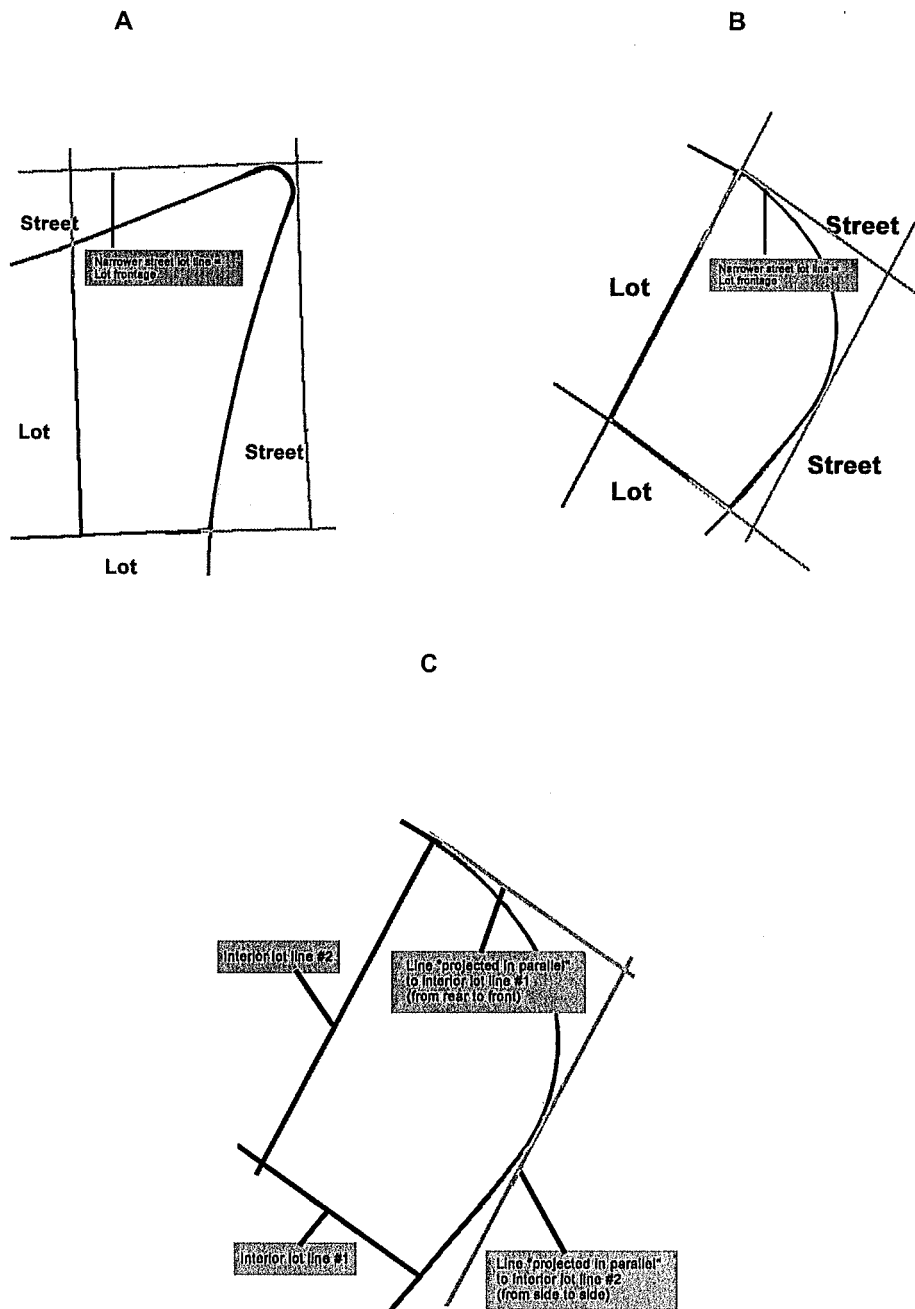 A
B
Street
Narrower street lot line =
Lot frontage
Lot
Street
Lot
Street
Narrower street lot line =
Lot frontage
Lot
Street
Lot
C
Interior lot line #2
Line "projected in parallel"
to interior lot line #1
(from rear to front)
Interior lot line #1
Line "projected in parallel"
to interior lot line #2
(from side to side)